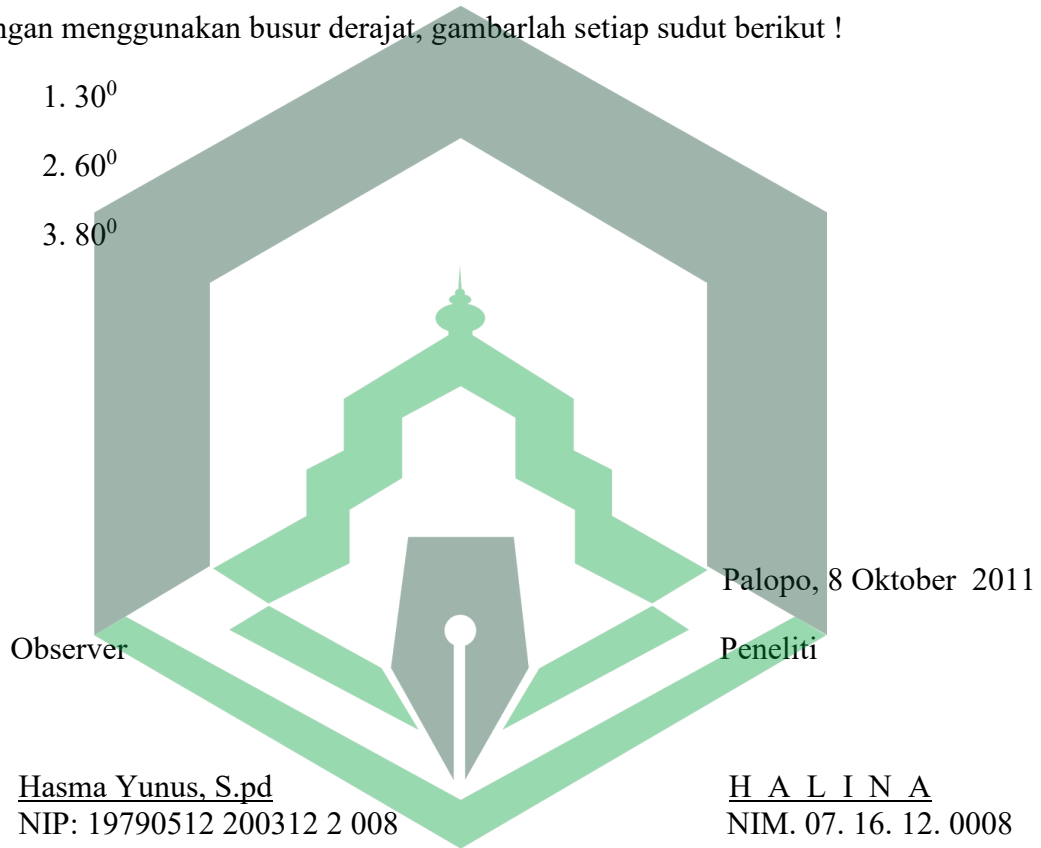 ngan menggunakan busur derajat, gambarlah setiap sudut berikut !
1. 30⁰
2. 60⁰
3. 80⁰
Palopo, 8 Oktober 2011
Observer Peneliti
Hasma Yunus, S.pd H A L I N A
NIP: 19790512 200312 2 008 NIM. 07. 16. 12. 0008